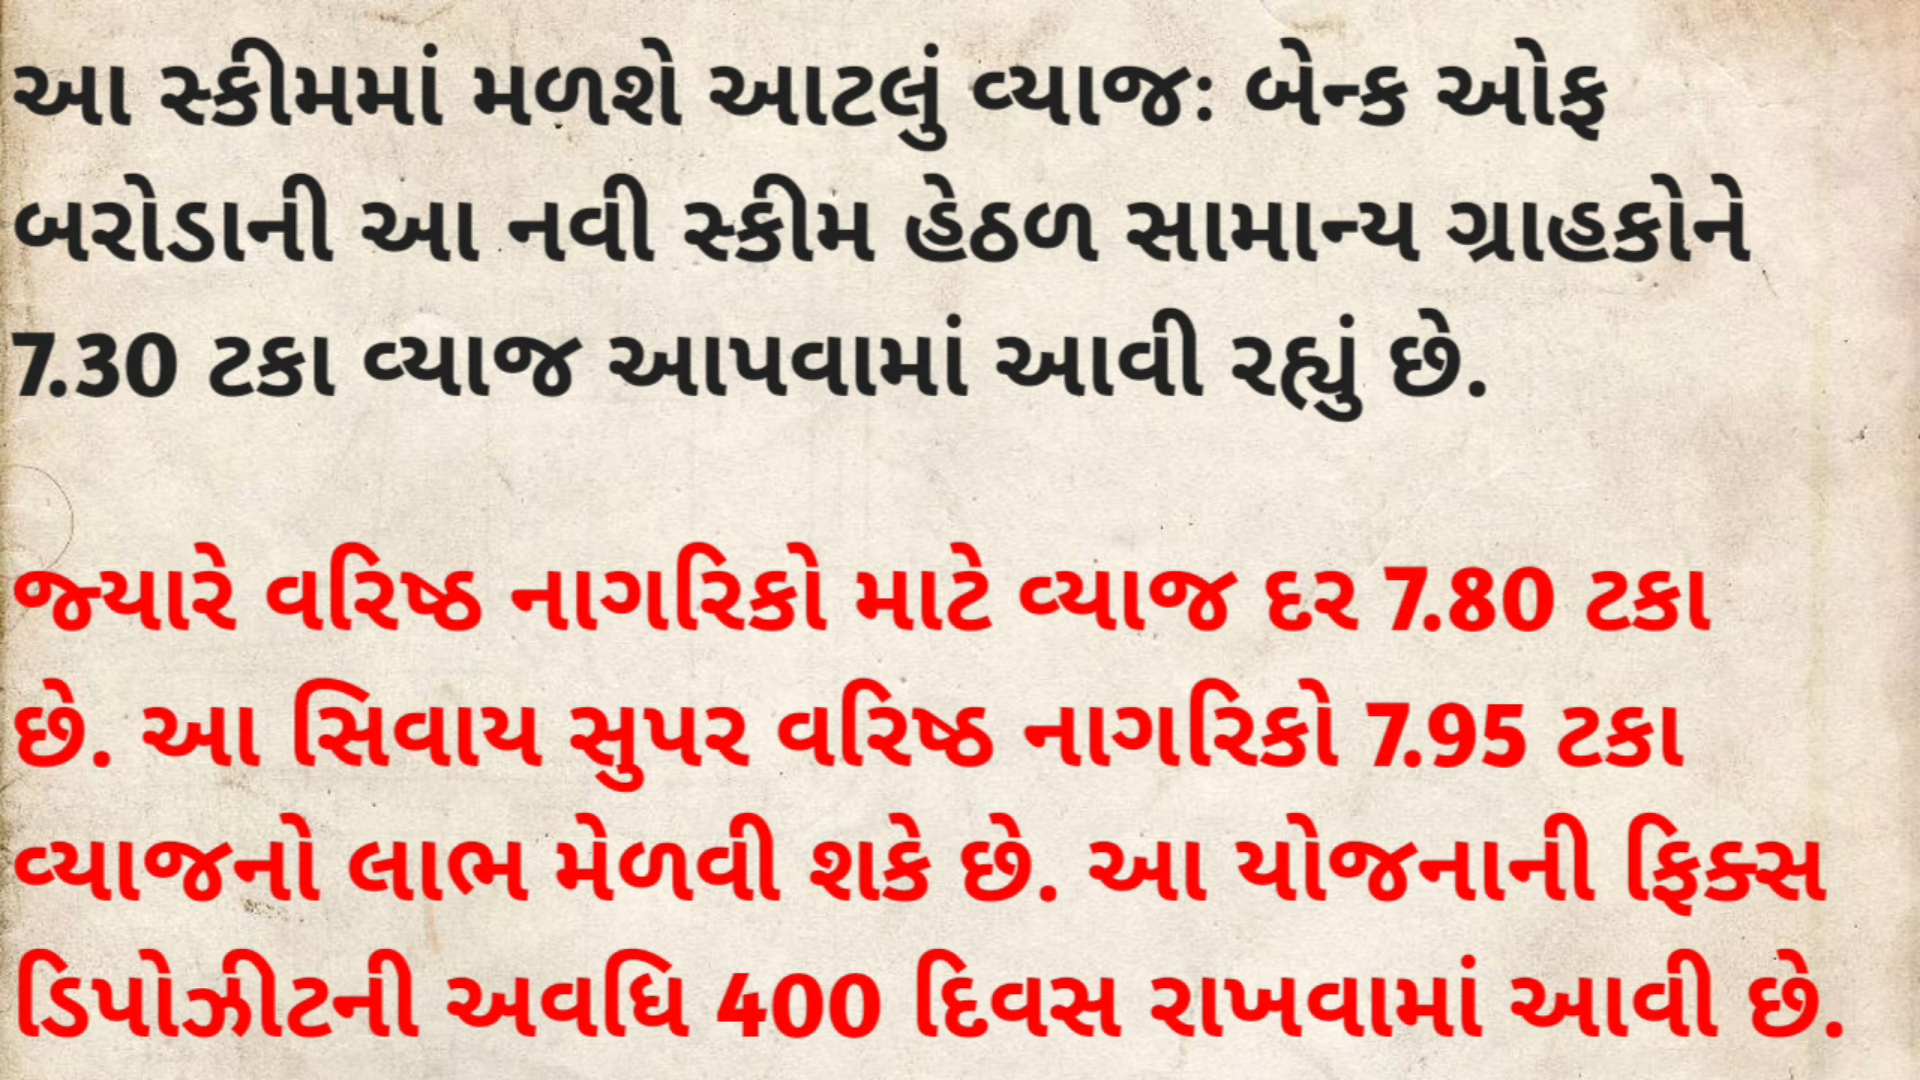 આ સ્કીમમાં મળશે આટલું વ્યાજઃ બેન્ક ઓફ
બરોડાની આ નવી સ્કીમ હેઠળ સામાન્ય ગ્રાહકોને
7.30 ટકા વ્યાજ આપવામાં આવી રહ્યું છે.
જ્યારે વરિષ્ઠ નાગરિકો માટે વ્યાજ દર 7.80 ટકા
છે. આ સિવાય સુપર વરિષ્ઠ નાગરિકો 7.95 ટકા
વ્યાજનો લાભ મેળવી શકે છે. આ યોજનાની ફિક્સ
ડિપોઝીટની અવધિ 400 દિવસ રાખવામાં આવી છે.